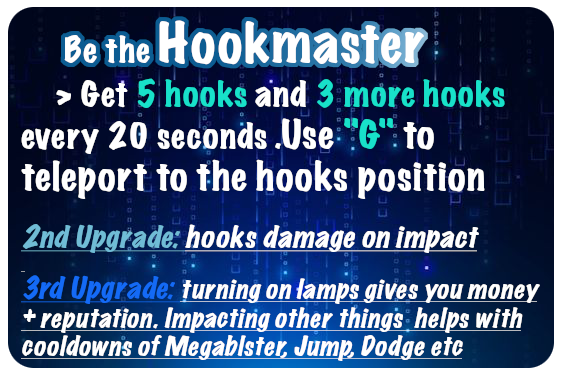 Be the Hookmaster
> Get 5 hooks and 3 more hooks
every 20 seconds .Use "G" to
teleport to the hooks position
2nd Upgrade: hooks damage on impact
3rd Upgrade: turning on lamps gives you money
+ reputation. Impacting other things helps with
cooldowns of Megablster, Jump, Dodge etc